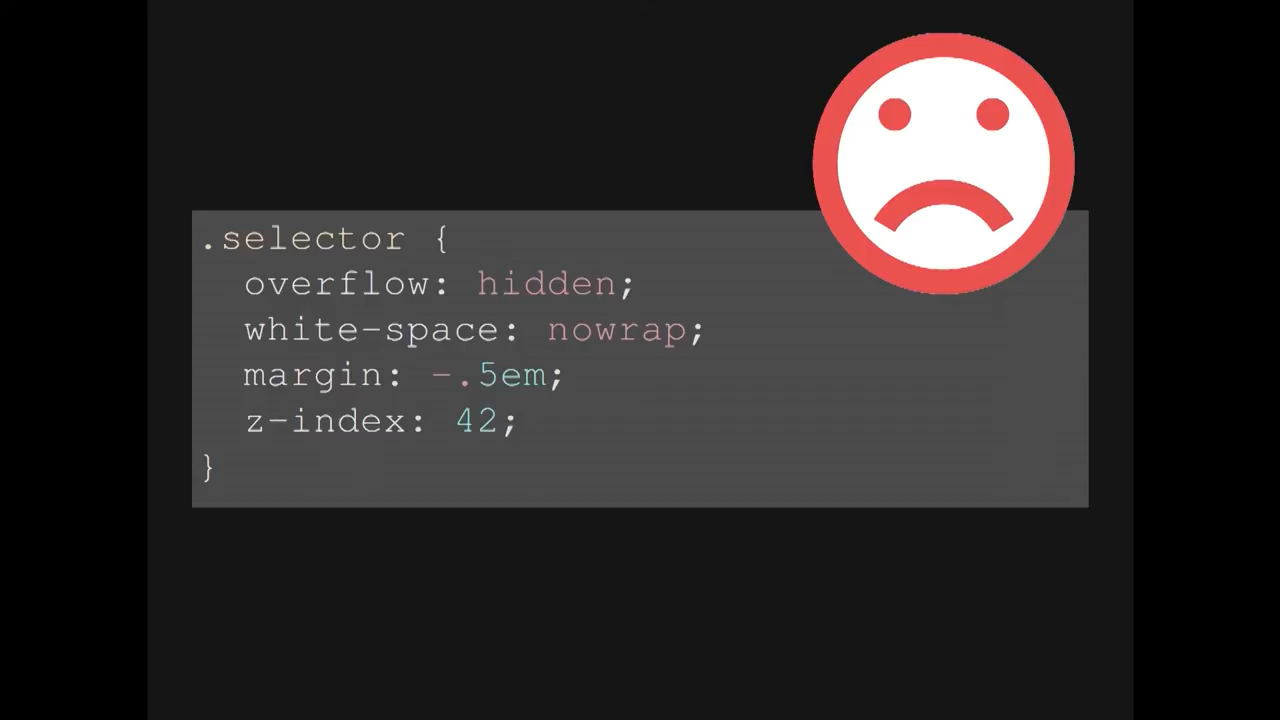 .selector {
  overflow: hidden;
  white-space: nowrap;
  margin: -.5em;
  z-index: 42;
}